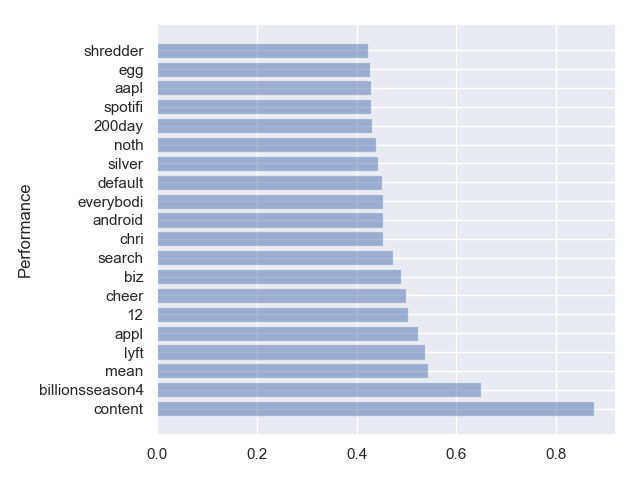 shredder
egg
aapl
spotifi
200day
noth
silver
default
everybodi
android
chri
search
biz
cheer
12
appl
lyft
mean
billionsseason4
content
Performance
0.0 0.2 0.4 0.6 0.8